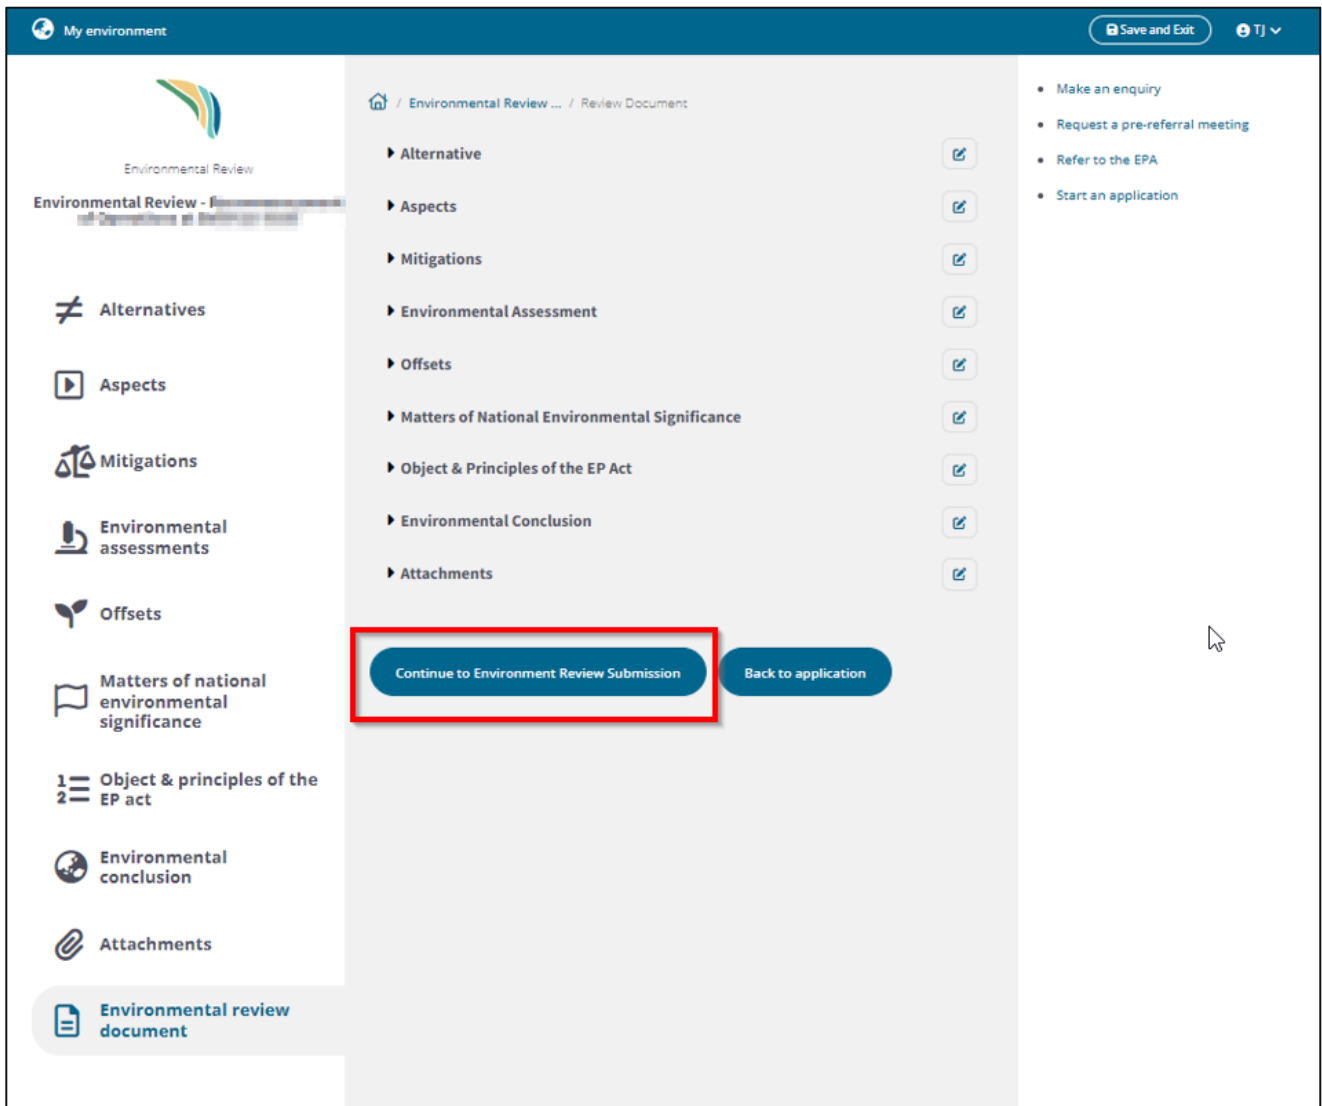 My environment
Save and Exit
TJ
Environmental Review
Environmental Review -
Alternatives
Aspects
Mitigations
Environmental
assessments
Offsets
Matters of national
environmental
significance
1
2
Object & principles of the
EP act
Environmental
conclusion
Attachments
Environmental review
document
/ Environmental Review ... / Review Document
Alternative
Aspects
Mitigations
Environmental Assessment
Offsets
Matters of National Environmental Significance
Object & Principles of the EP Act
Environmental Conclusion
Attachments
Continue to Environment Review Submission
Back to application
Make an enquiry
Request a pre-referral meeting
Refer to the EPA
Start an application